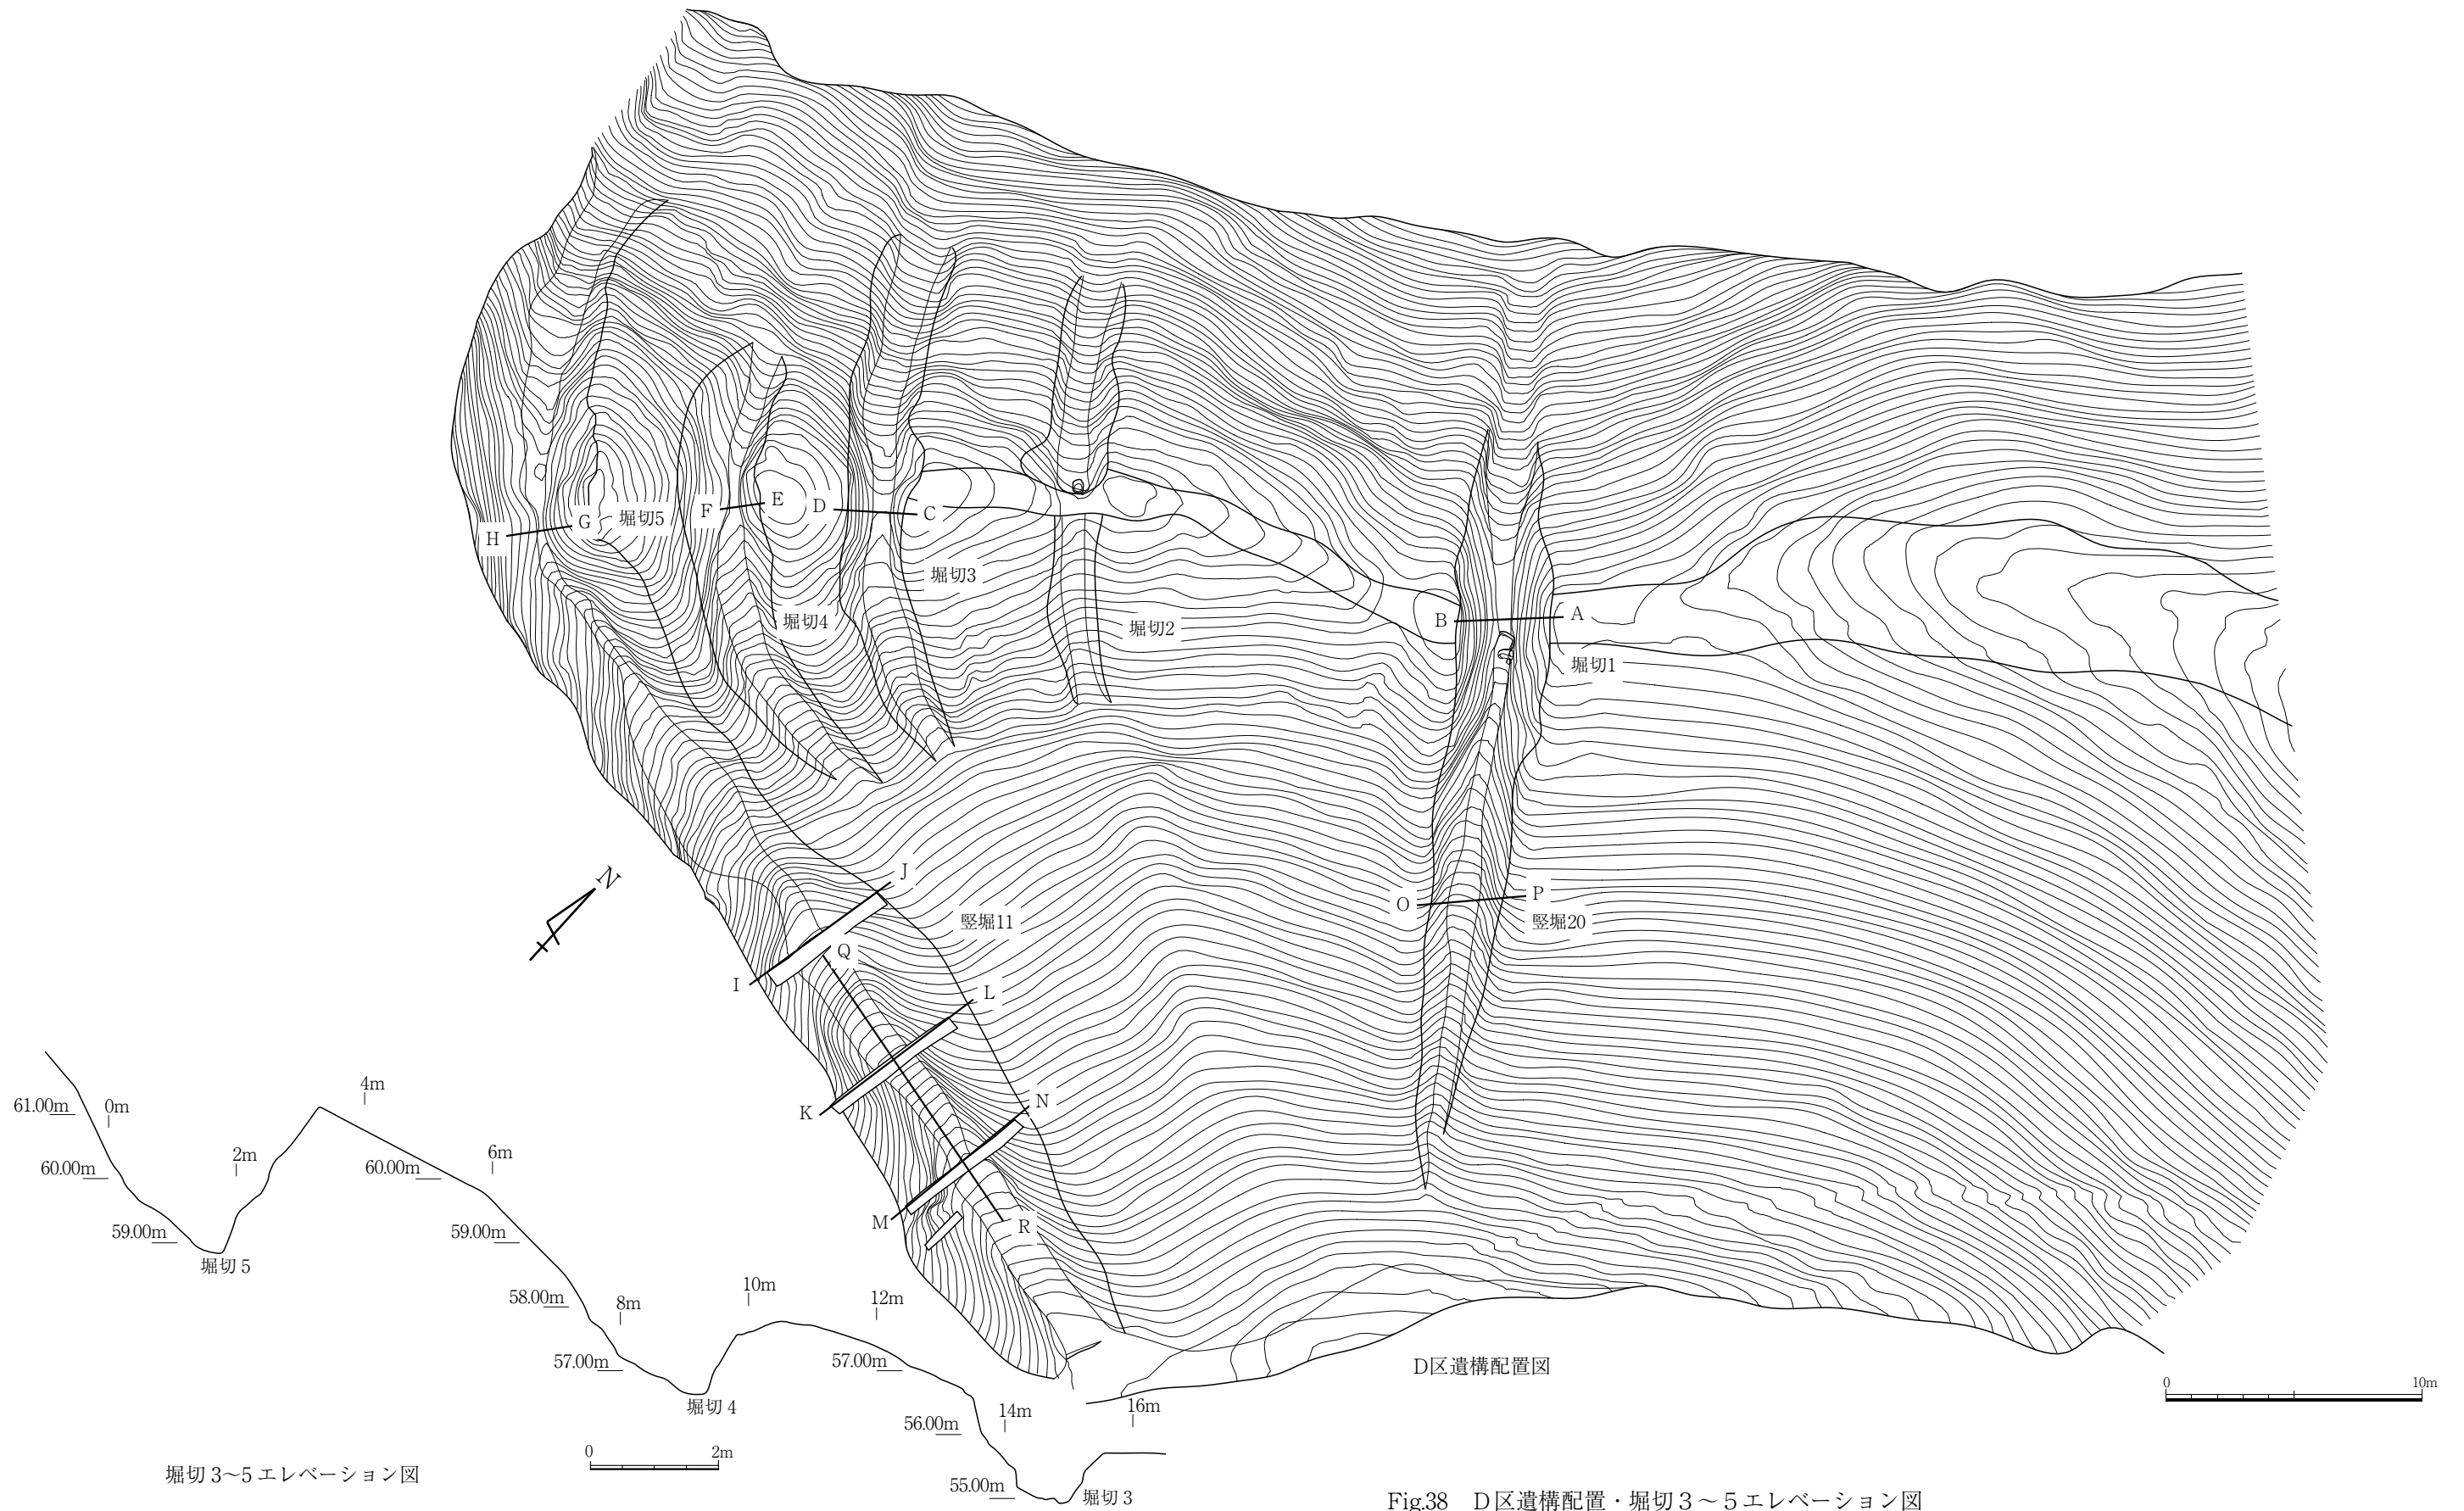 H
G
堀切5
F
E
D
C
堀切3
堀切4
堀切2
B
A
堀切1
N
J
竪堀11
O
P
竪堀20
Q
I
L
K
N
M
R
61.00m
0m
60.00m
59.00m
堀切 5
2m
4m
60.00m
6m
59.00m
58.00m
8m
57.00m
堀切 4
10m
12m
57.00m
56.00m
14m
16m
55.00m
堀切 3
0
2m
堀切 3～5 エレベーション図
D区遺構配置図
0
10m
Fig.38　D区遺構配置・堀切３～５エレベーション図